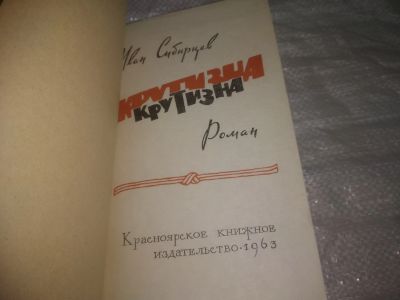 Иван Сибирцев
КРУТИЗНА
КРУТИЗНА
Роман
Красноярское книжное
издательство·1963